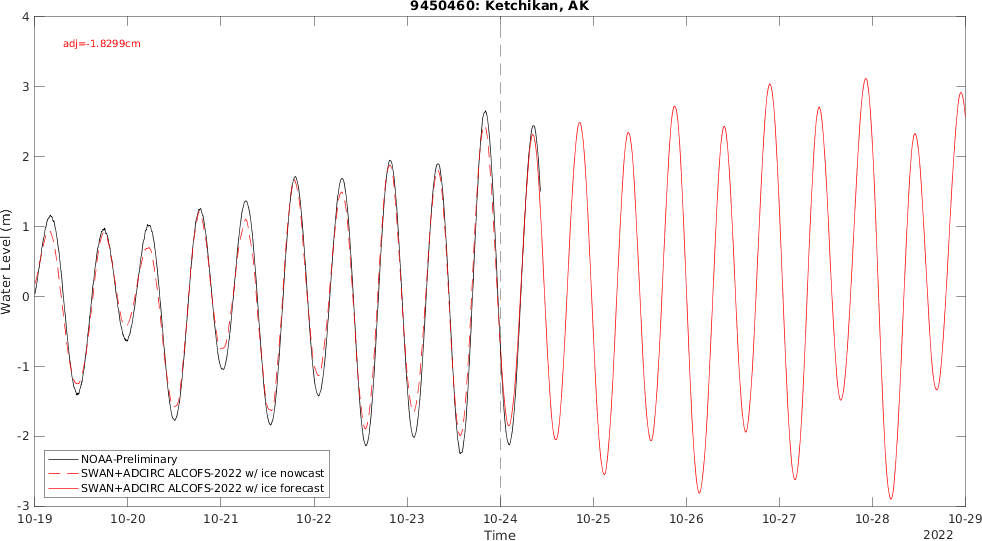 9450460: Ketchikan, AK
adj=-1.8299cm
4
3
2
1
0
-1
-2
-3
Water Level (m)
NOAA-Preliminary
SWAN+ADCIRC ALCOFS-2022 w/ ice nowcast
SWAN+ADCIRC ALCOFS-2022 w/ ice forecast
10-19 10-20 10-21 10-22 10-23 10-24 10-25 10-26 10-27 10-28 10-29
Time
2022